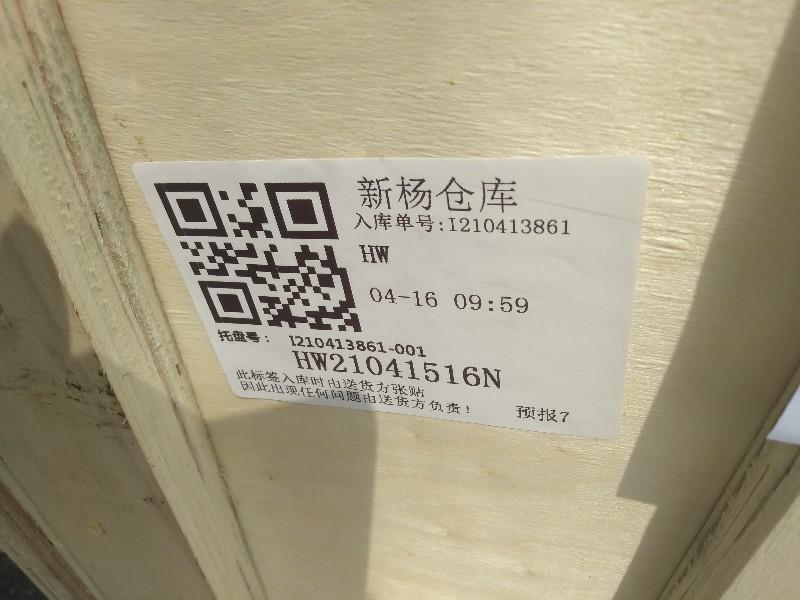 新杨仓库
入库单号:I210413861
HW
04-16 09:59
托盘号： I210413861-001
HW21041516N
此标签入库时由送货方张贴
因此出现任何问题由送货方负责！
预报7